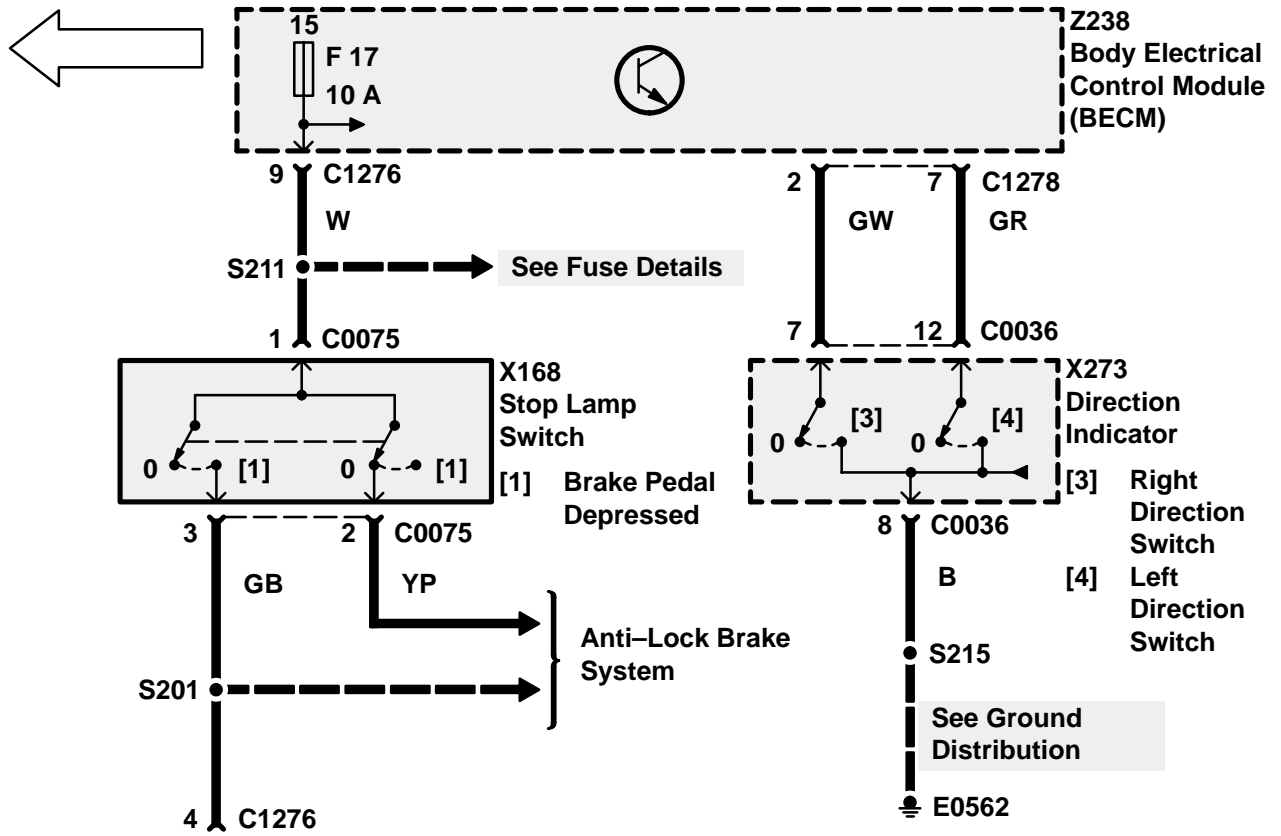 15
F 17
10 A
Z238
Body Electrical
Control Module
(BECM)
9 C1276
2 7 C1278
W
GW GR
S211
See Fuse Details
1 C0075
7 12 C0036
X168
Stop Lamp
Switch
0 [1] 0 [1]
[1] Brake Pedal
Depressed
X273
Direction
Indicator
0 [3] 0 [4]
[3] Right
Direction
Switch
[4] Left
Direction
Switch
3 2 C0075
8 C0036
GB YP
B
Anti–Lock Brake
System
S201
S215
See Ground
Distribution
E0562
4 C1276